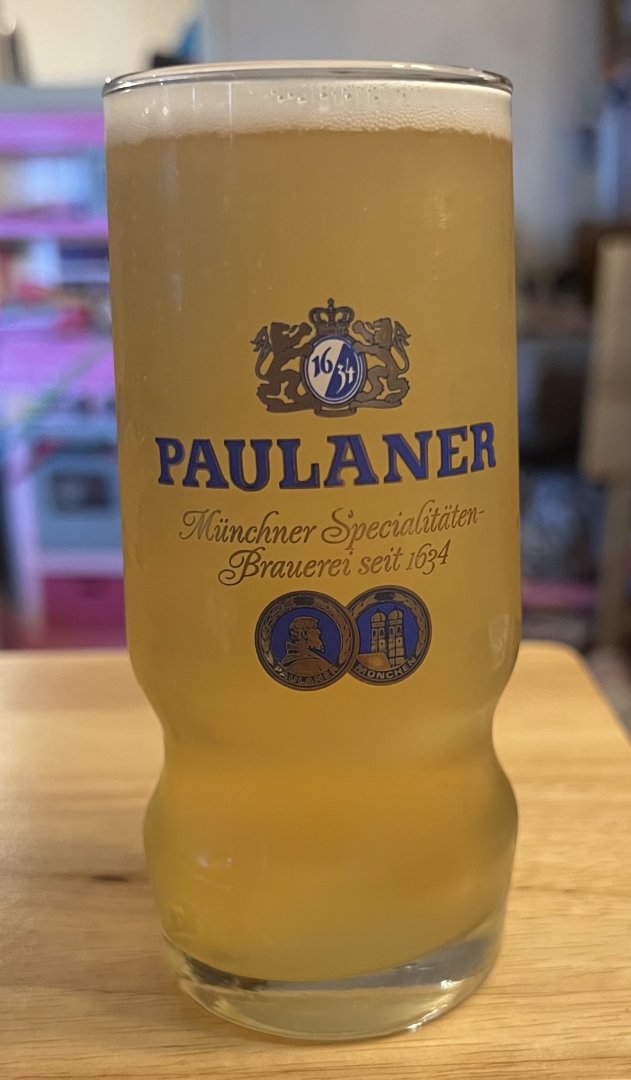 16
34
PAULANER
Münchner Specialitäten-
Brauerei seit 1634
PAULANER
MÜNCHEN